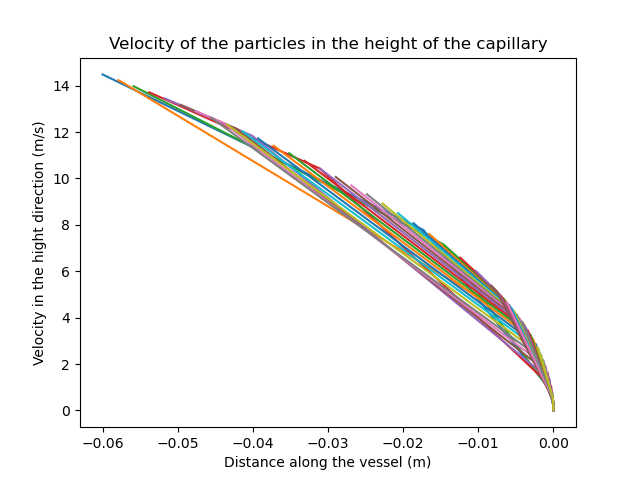 Velocity of the particles in the height of the capillary
Velocity in the hight direction (m/s)
14
12
10
8
6
4
2
0
−0.06 −0.05 −0.04 −0.03 −0.02 −0.01 0.00
Distance along the vessel (m)